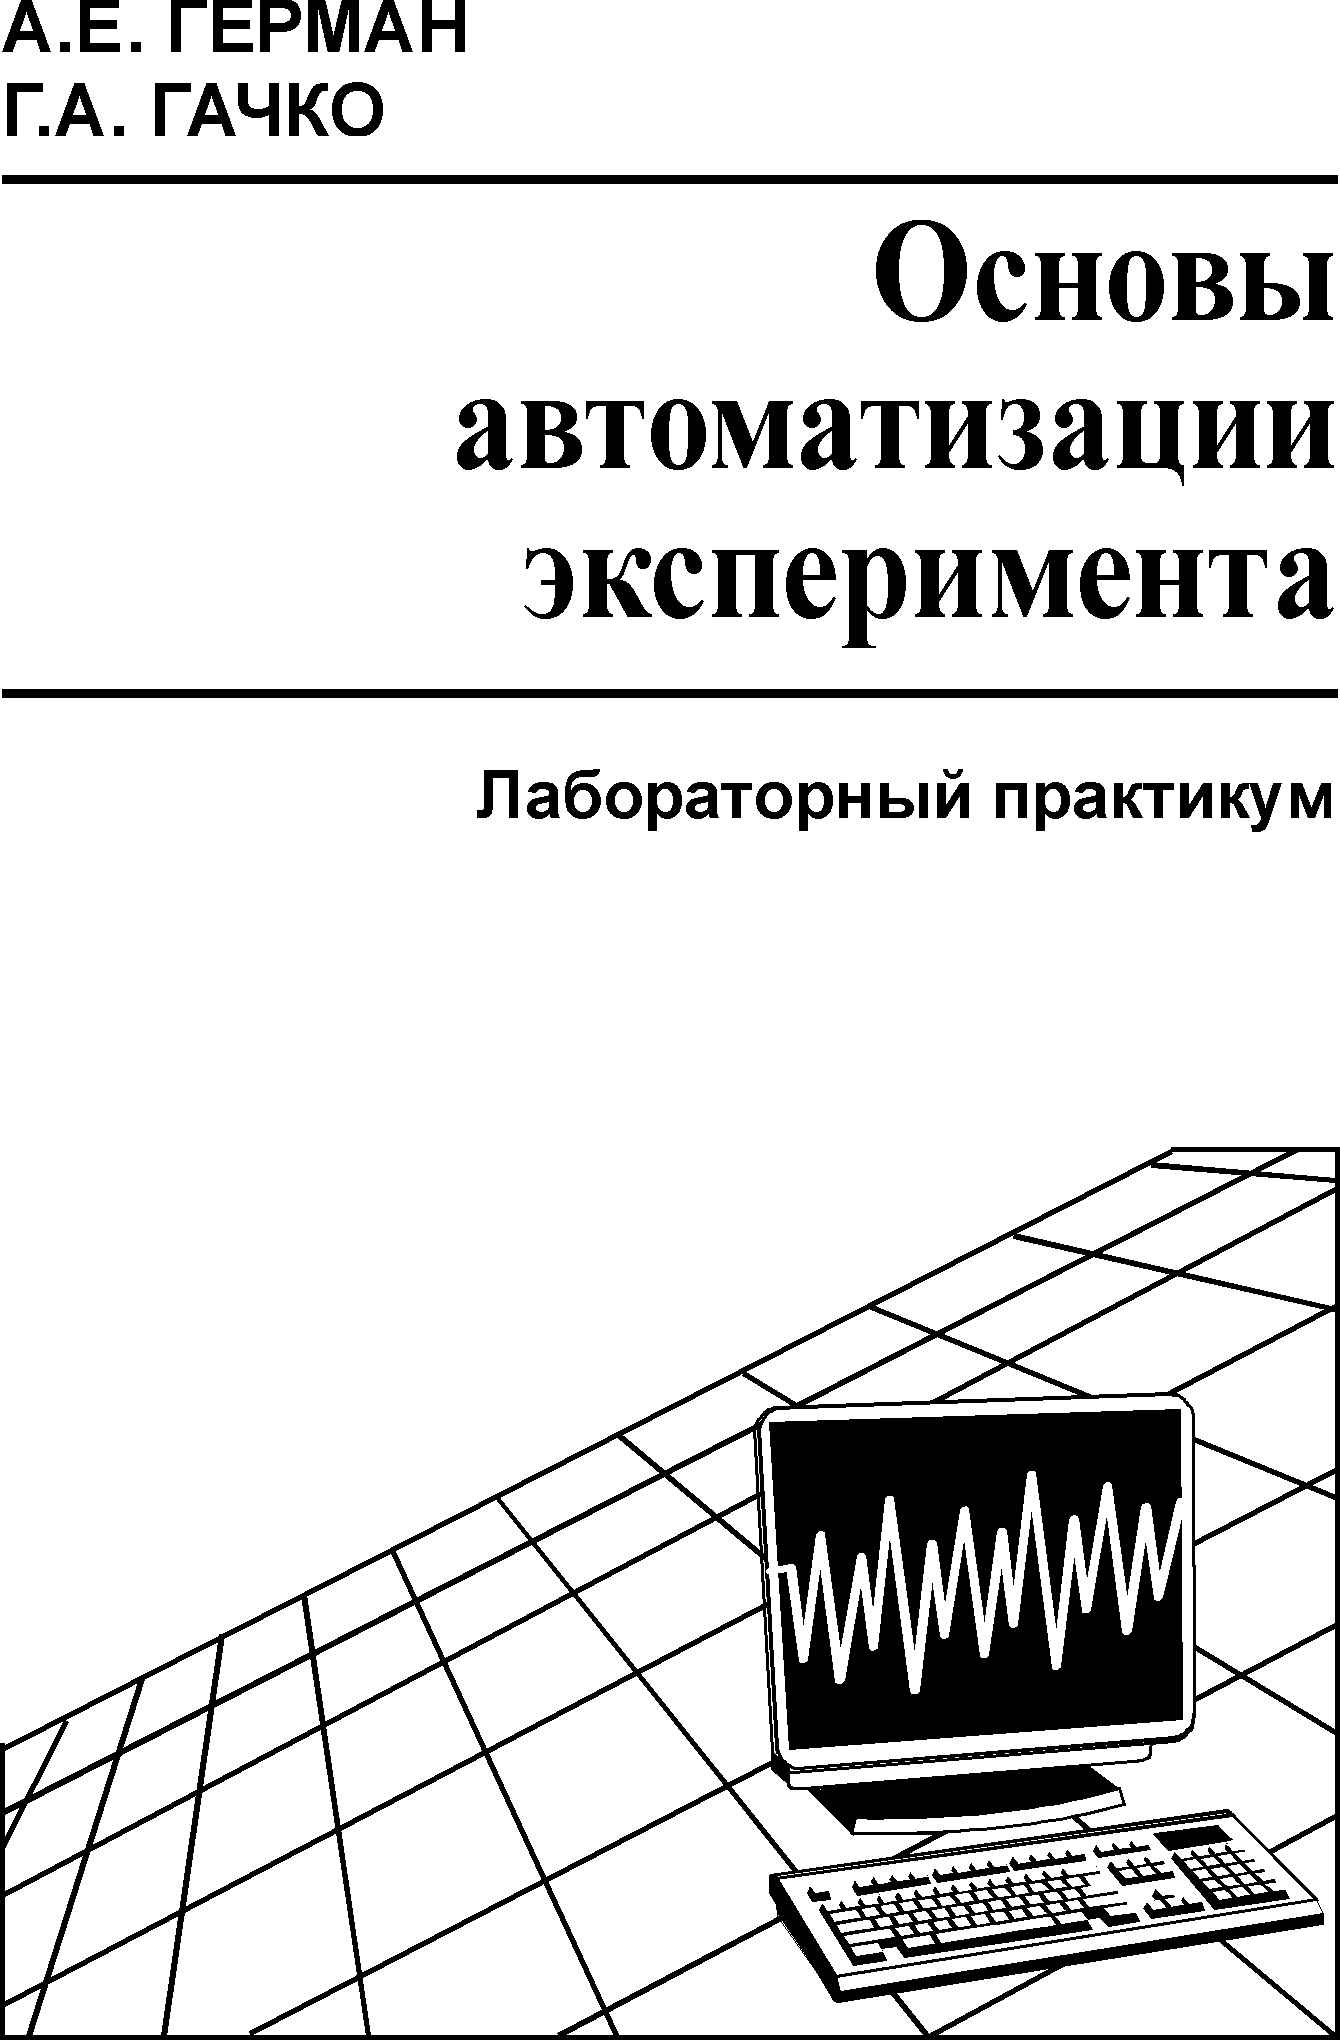 А.Е. ГЕРМАН
Г.А. ГАЧКО
Основы
автоматизации
эксперимента
Лабораторный практикум